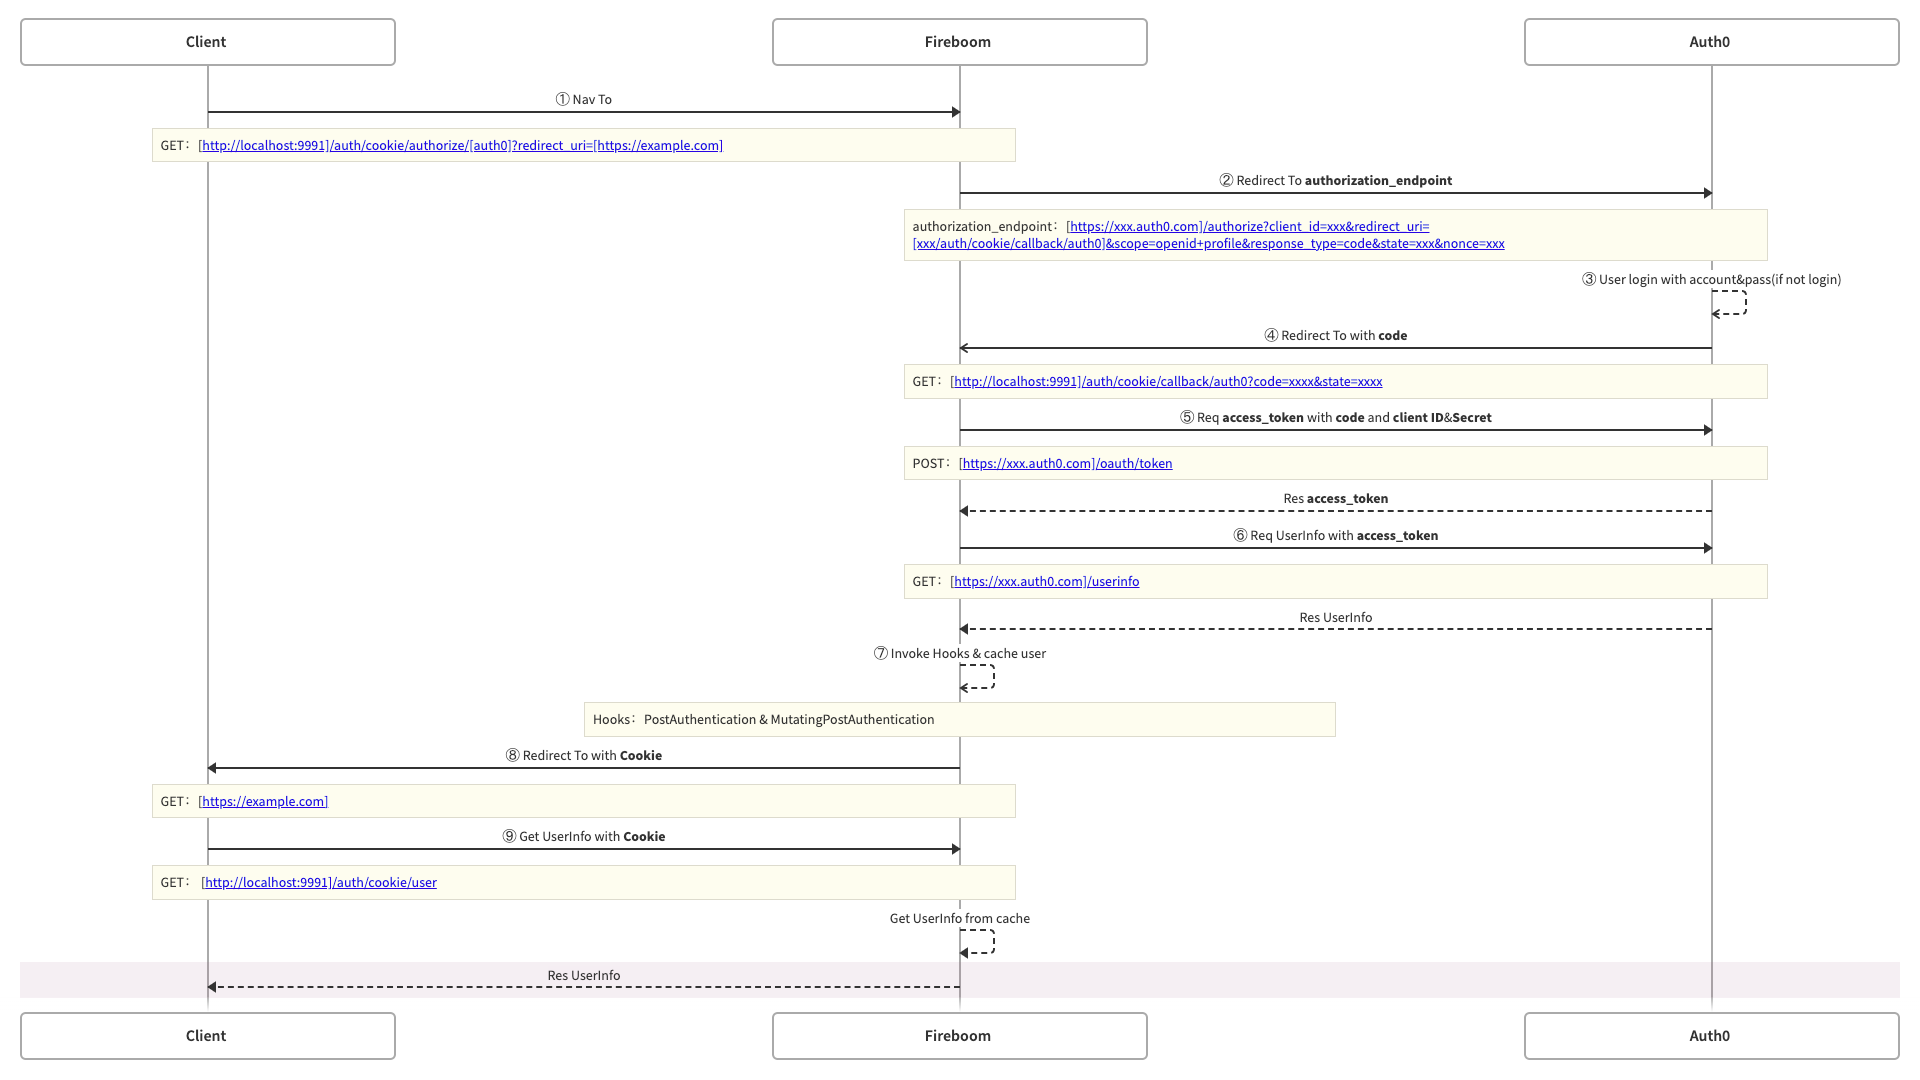 Client
Fireboom
Auth0
① Nav To
GET： [http://localhost:9991]/auth/cookie/authorize/[auth0]?redirect_uri=[https://example.com]
② Redirect To authorization_endpoint
authorization_endpoint： [https://xxx.auth0.com]/authorize?client_id=xxx&redirect_uri=
[xxx/auth/cookie/callback/auth0]&scope=openid+profile&response_type=code&state=xxx&nonce=xxx
③ User login with account&pass(if not login)
④ Redirect To with code
GET： [http://localhost:9991]/auth/cookie/callback/auth0?code=xxxx&state=xxxx
⑤ Req access_token with code and client ID&Secret
POST： [https://xxx.auth0.com]/oauth/token
Res access_token
⑥ Req UserInfo with access_token
GET： [https://xxx.auth0.com]/userinfo
Res UserInfo
⑦ Invoke Hooks & cache user
Hooks： PostAuthentication & MutatingPostAuthentication
⑧ Redirect To with Cookie
GET： [https://example.com]
⑨ Get UserInfo with Cookie
GET： [http://localhost:9991]/auth/cookie/user
Get UserInfo from cache
Res UserInfo
Client
Fireboom
Auth0